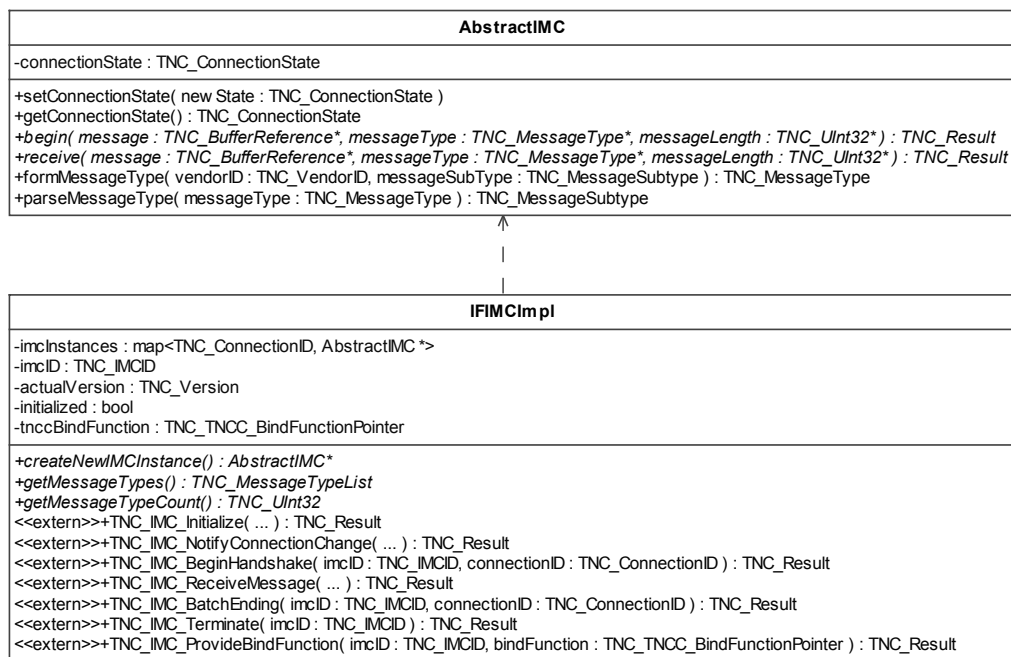 AbstractIMC
-connectionState : TNC_ConnectionState
+setConnectionState( new State : TNC_ConnectionState )
+getConnectionState() : TNC_ConnectionState
+begin( message : TNC_BufferReference*, messageType : TNC_MessageType*, messageLength : TNC_UInt32* ) : TNC_Result
+receive( message : TNC_BufferReference*, messageType : TNC_MessageType*, messageLength : TNC_UInt32* ) : TNC_Result
+formMessageType( vendorID : TNC_VendorID, messageSubType : TNC_MessageSubtype ) : TNC_MessageType
+parseMessageType( messageType : TNC_MessageType ) : TNC_MessageSubtype
IFIMCImpl
-imcInstances : map<TNC_ConnectionID, AbstractIMC *>
-imcID : TNC_IMCID
-actualVersion : TNC_Version
-initialized : bool
-tnccBindFunction : TNC_TNCC_BindFunctionPointer
+createNewIMCInstance() : AbstractIMC*
+getMessageTypes() : TNC_MessageTypeList
+getMessageTypeCount() : TNC_UInt32
<<extern>>+TNC_IMC_Initialize( ... ) : TNC_Result
<<extern>>+TNC_IMC_NotifyConnectionChange( ... ) : TNC_Result
<<extern>>+TNC_IMC_BeginHandshake( imcID : TNC_IMCID, connectionID : TNC_ConnectionID ) : TNC_Result
<<extern>>+TNC_IMC_ReceiveMessage( ... ) : TNC_Result
<<extern>>+TNC_IMC_BatchEnding( imcID : TNC_IMCID, connectionID : TNC_ConnectionID ) : TNC_Result
<<extern>>+TNC_IMC_Terminate( imcID : TNC_IMCID ) : TNC_Result
<<extern>>+TNC_IMC_ProvideBindFunction( imcID : TNC_IMCID, bindFunction : TNC_TNCC_BindFunctionPointer ) : TNC_Result